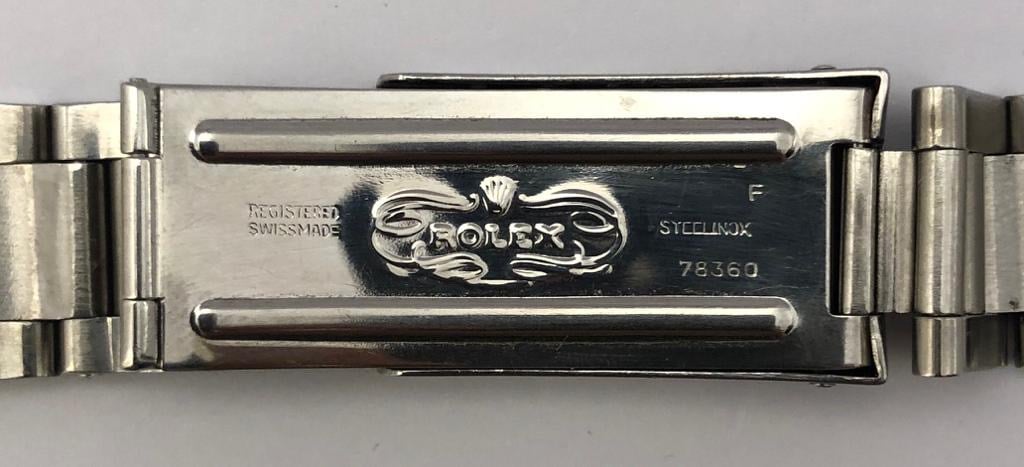 REGISTERED
SWISSMADE
ROLEX
F
STEELINOX
78360